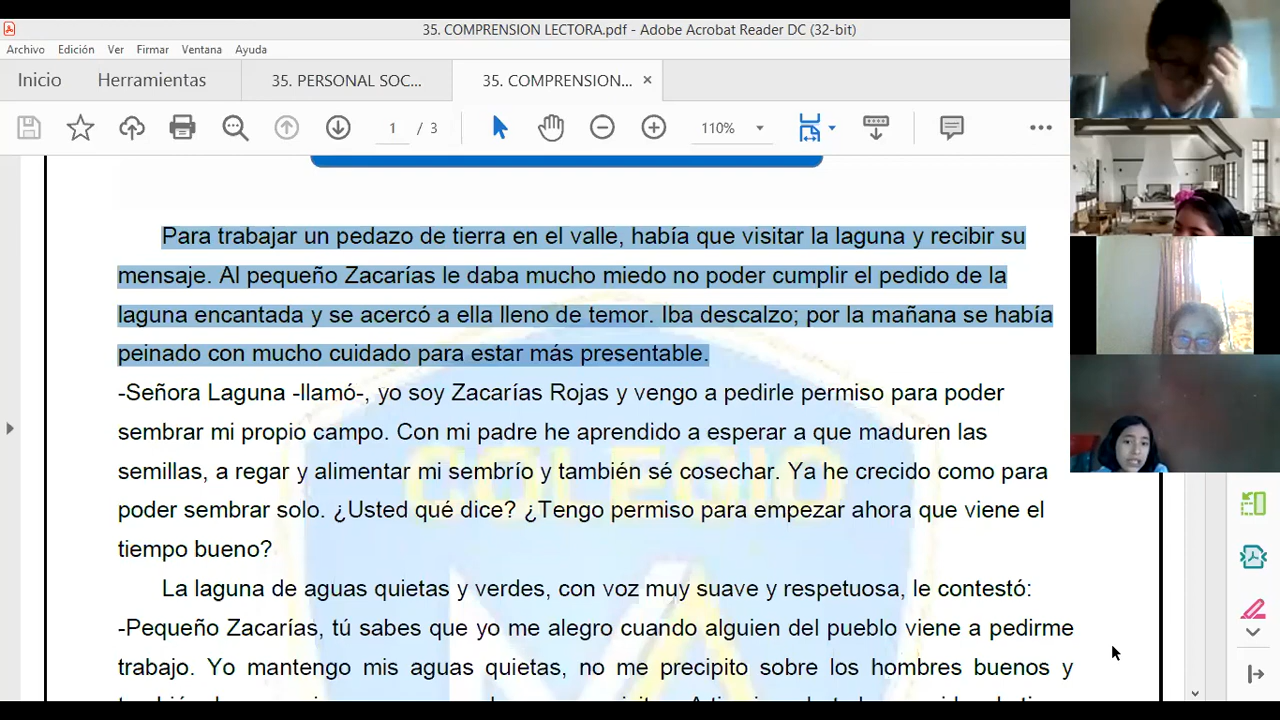 35. COMPRENSION LECTORA.pdf - Adobe Acrobat Reader DC (32-bit)
Archivo Edición Ver Firmar Ventana Ayuda
Inicio Herramientas 35. PERSONAL SOC... 35. COMPRENSION... ×
1 / 3 110%
Para trabajar un pedazo de tierra en el valle, había que visitar la laguna y recibir su
mensaje. Al pequeño Zacarías le daba mucho miedo no poder cumplir el pedido de la
laguna encantada y se acercó a ella lleno de temor. Iba descalzo; por la mañana se había
peinado con mucho cuidado para estar más presentable.
-Señora Laguna -llamó-, yo soy Zacarías Rojas y vengo a pedirle permiso para poder
sembrar mi propio campo. Con mi padre he aprendido a esperar a que maduren las
semillas, a regar y alimentar mi sembrío y también sé cosechar. Ya he crecido como para
poder sembrar solo. ¿Usted qué dice? ¿Tengo permiso para empezar ahora que viene el
tiempo bueno?
La laguna de aguas quietas y verdes, con voz muy suave y respetuosa, le contestó:
-Pequeño Zacarías, tú sabes que yo me alegro cuando alguien del pueblo viene a pedirme
trabajo. Yo mantengo mis aguas quietas, no me precipito sobre los hombres buenos y
COLEGIO